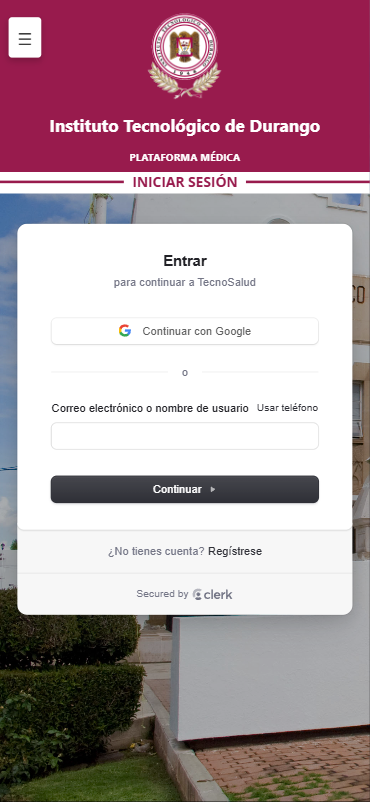 Instituto Tecnológico de Durango
PLATAFORMA MÉDICA
INICIAR SESIÓN
Entrar
para continuar a TecnoSalud
Continuar con Google
o
Correo electrónico o nombre de usuario Usar teléfono
Continuar
¿No tienes cuenta? Regístrese
Secured by clerk